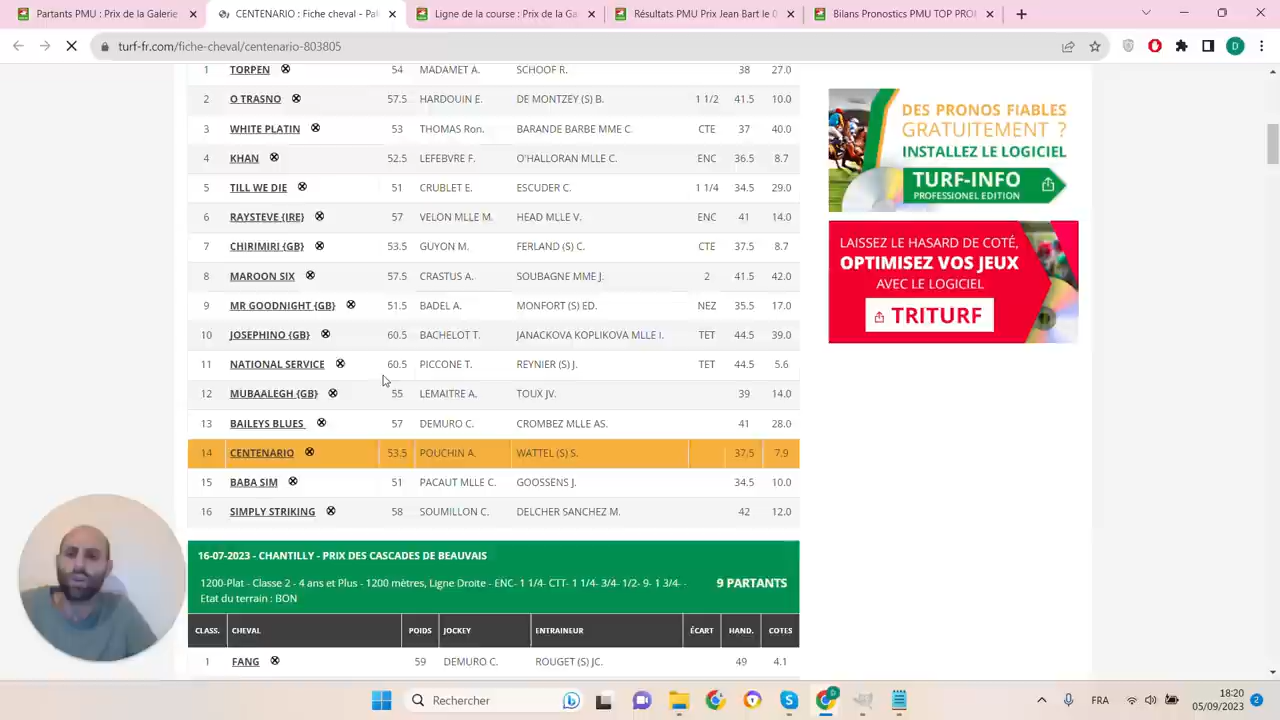 Partant C
CENTENARIO - Pa
Ligne de la course : Prix de la Ga
Résultats PMU Trot Partant le 0
Bilans Pronostics PMU TOP PRO
turf-fr.com/fiche-cheval/centenario-803805
D
1 TORPEN 54 MADAMET A. SCHOOF R. 38 27.0
2 O TRASNO 57.5 HARDOUIN E. DE MONTZEY (S) B. 1 1/2 41.5 10.0
3 WHITE PLATIN 53 THOMAS Ron. BARANDE BARBE MME C. CTE 37 40.0
4 KHAN 52.5 LEFEBVRE F. O'HALLORAN MLLE C. ENC 36.5 8.7
5 TILL WE DIE 51 CRUBLET E. ESCUDER C. 1 1/4 34.5 29.0
RAYSTEVE {IRE} 57 VELON MLLE M. HEAD MLLE V. ENC 41 14.0
7 CHIRIMIRI {GB} 53.5 GUYON M. FERLAND (S) C. CTE 37.5 8.7
8 MAROON SIX 57.5 CRASTUS A. SOUBAGNE MME J. 2 41.5 42.0
9 MR GOODNIGHT {GB} 51.5 BADEL A. MONFORT (S) ED. NEZ 35.5 17.0
10 JOSEPHINO {GB} 60.5 BACHELOT T. JANACKOVA KOPLIKOVA MLLE I. TET 44.5 39.0
11 NATIONAL SERVICE 60.5 PICCONE T. REYNIER (S) J. TET 44.5 5.6
12 MUBAALEGH {GB} 55 LEMAITRE A. TOUX JV. 39 14.0
13 BAILEYS BLUES 57 DEMURO C. CROMBEZ MLLE AS. 41 28.0
14 CENTENARIO 53.5 POUCHIN A. WATTEL (S) S. 37.5 7.9
15 BABA SIM 51 PACAUT MLLE C. GOOSSENS J. 34.5 10.0
16 SIMPLY STRIKING 58 SOUMILLON C. DELCHER SANCHEZ M. 42 12.0
16-07-2023 - CHANTILLY - PRIX DES CASCADES DE BEAUVAIS
1200-Plat - Classe 2 - 4 ans et Plus - 1200 mètres, Ligne Droite - ENC- 1 1/4- CTT- 1 1/4- 3/4- 1/2- 9- 1 3/4- - 9 PARTANTS
Etat du terrain : BON
CLASS. CHEVAL POIDS JOCKEY ENTRAINEUR ÉCART HAND. COTES
1 FANG 59 DEMURO C. ROUGET (S) JC. 49 4.1
DES PRONOS FIABLES
GRATUITEMENT ?
INSTALLEZ LE LOGICIEL
TURF-INFO
PROFESSIONEL EDITION
LAISSEZ LE HASARD DE COTÉ,
OPTIMISEZ VOS JEUX
AVEC LE LOGICIEL
TRITURF
Rechercher
FRA
18:20
05/09/2023
2